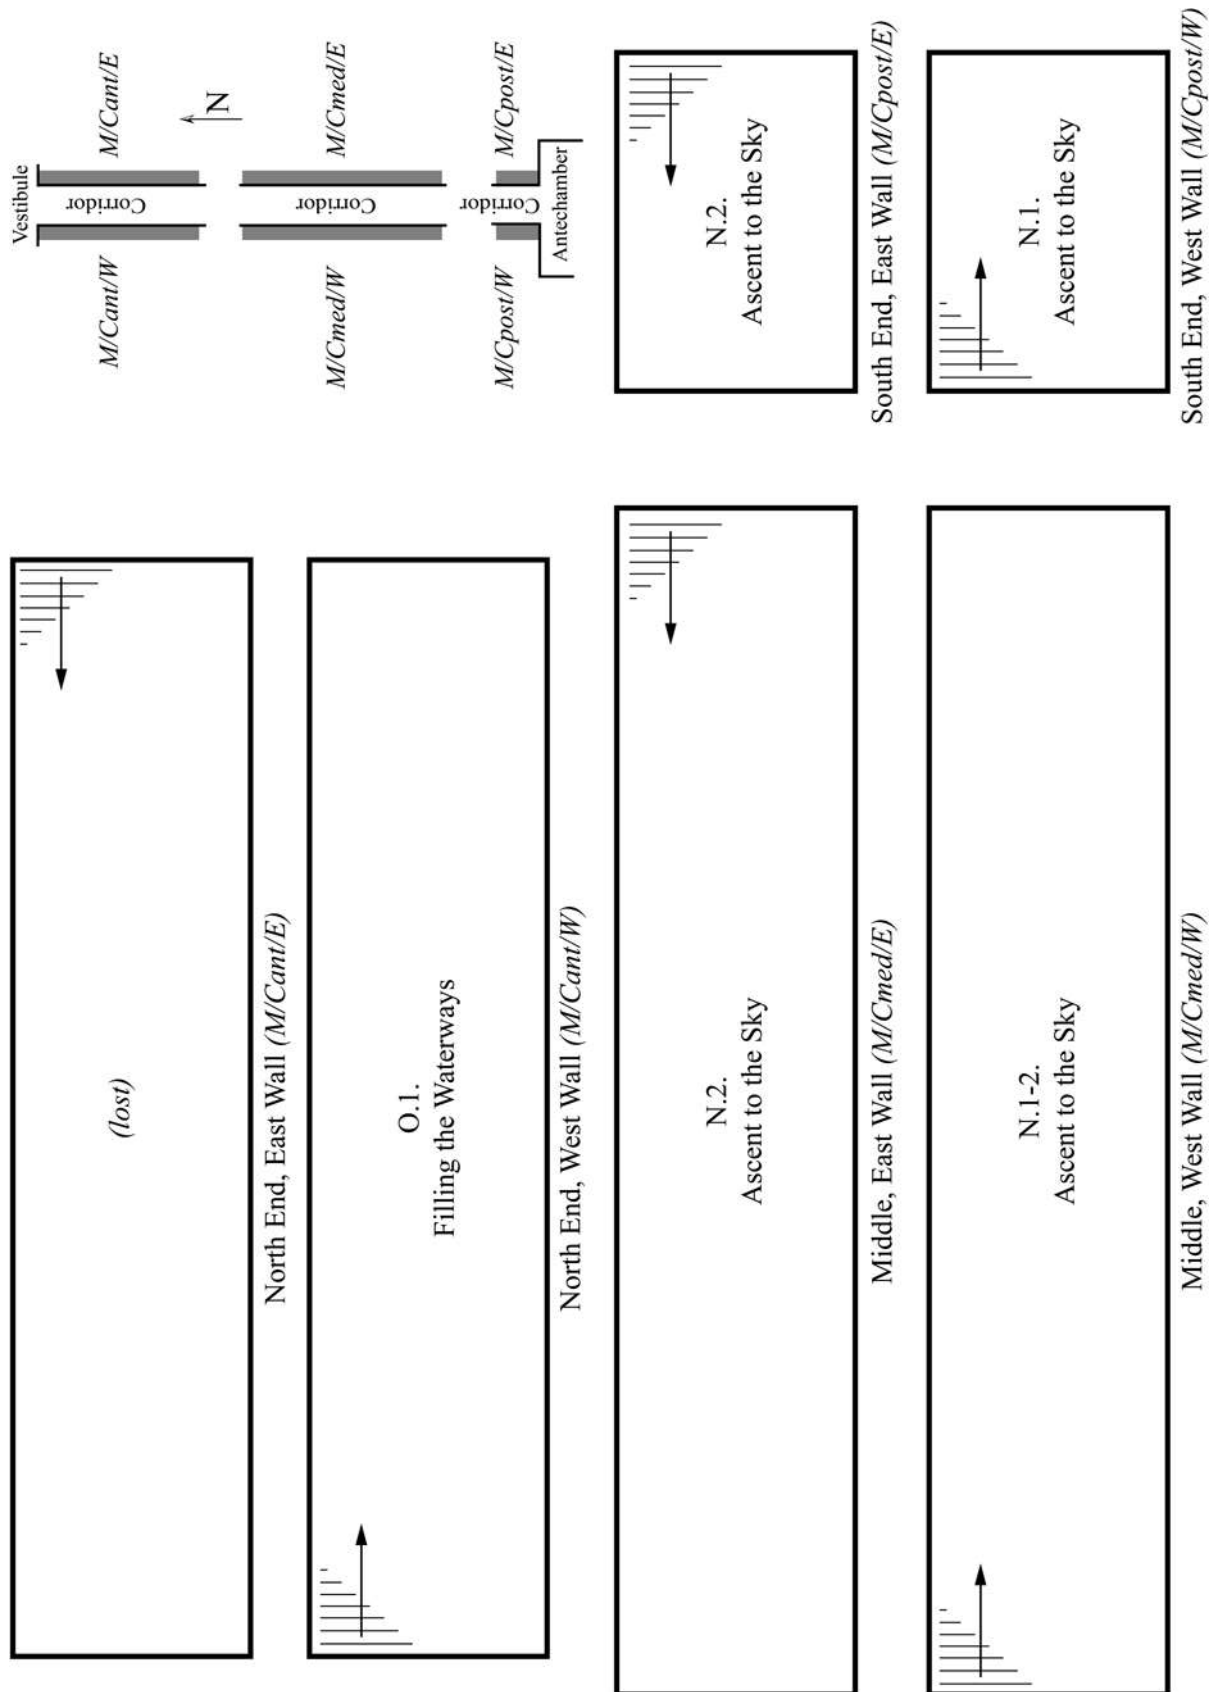 Vestibule
M/Cant/W
Corridor
M/Cant/E
N
M/Cmed/W
Corridor
M/Cmed/E
M/Cpost/W
Corridor
M/Cpost/E
Antechamber
(lost)
North End, East Wall (M/Cant/E)
O.1.
Filling the Waterways
North End, West Wall (M/Cant/W)
N.2.
Ascent to the Sky
Middle, East Wall (M/Cmed/E)
N.2.
Ascent to the Sky
South End, East Wall (M/Cpost/E)
N.1-2.
Ascent to the Sky
Middle, West Wall (M/Cmed/W)
N.1.
Ascent to the Sky
South End, West Wall (M/Cpost/W)